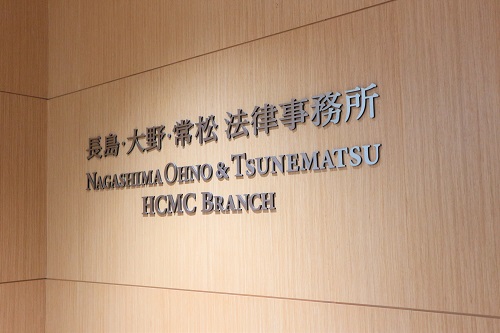 長島・大野・常松 法律事務所
NAGASHIMA OHNO & TSUNEMATSU
HCMC BRANCH